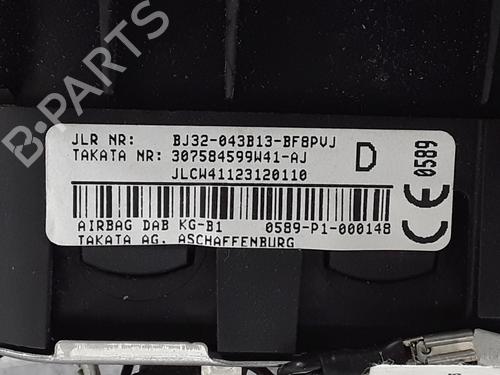 JLR NR: BJ32-043B13-BF8PVJ
TAKATA NR: 307584599W41-AJ
D
JLCW41123120110
0589
CE
AIRBAG DAB KG-B1 0589-P1-000148
TAKATA AG, ASCHAFFENBURG
B-PARTS